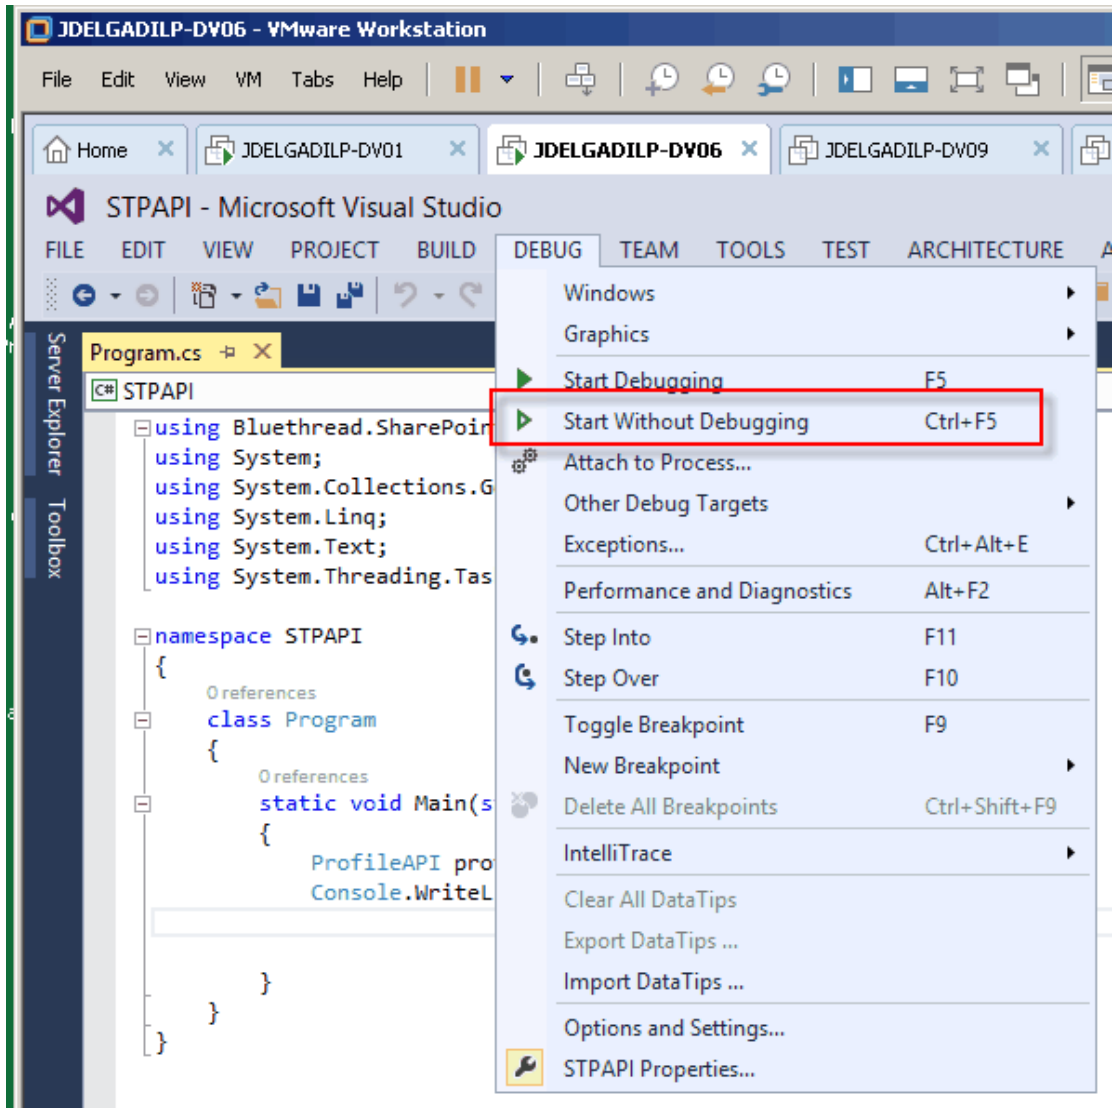 JDELGADILP-DV06 - VMware Workstation
File Edit View VM Tabs Help
Home JDELGADILP-DV01 JDELGADILP-DV06 JDELGADILP-DV09
STPAPI - Microsoft Visual Studio
FILE EDIT VIEW PROJECT BUILD DEBUG TEAM TOOLS TEST ARCHITECTURE A
Server Explorer
Toolbox
Program.cs
C# STPAPI
using Bluethread.SharePoin
using System;
using System.Collections.G
using System.Linq;
using System.Text;
using System.Threading.Tas
namespace STPAPI
{
0 references
class Program
{
0 references
static void Main(s
{
ProfileAPI pro
Console.WriteL
}
}
}
Windows
Graphics
Start Debugging F5
Start Without Debugging Ctrl+F5
Attach to Process...
Other Debug Targets
Exceptions... Ctrl+Alt+E
Performance and Diagnostics Alt+F2
Step Into F11
Step Over F10
Toggle Breakpoint F9
New Breakpoint
Delete All Breakpoints Ctrl+Shift+F9
IntelliTrace
Clear All DataTips
Export DataTips ...
Import DataTips ...
Options and Settings...
STPAPI Properties...